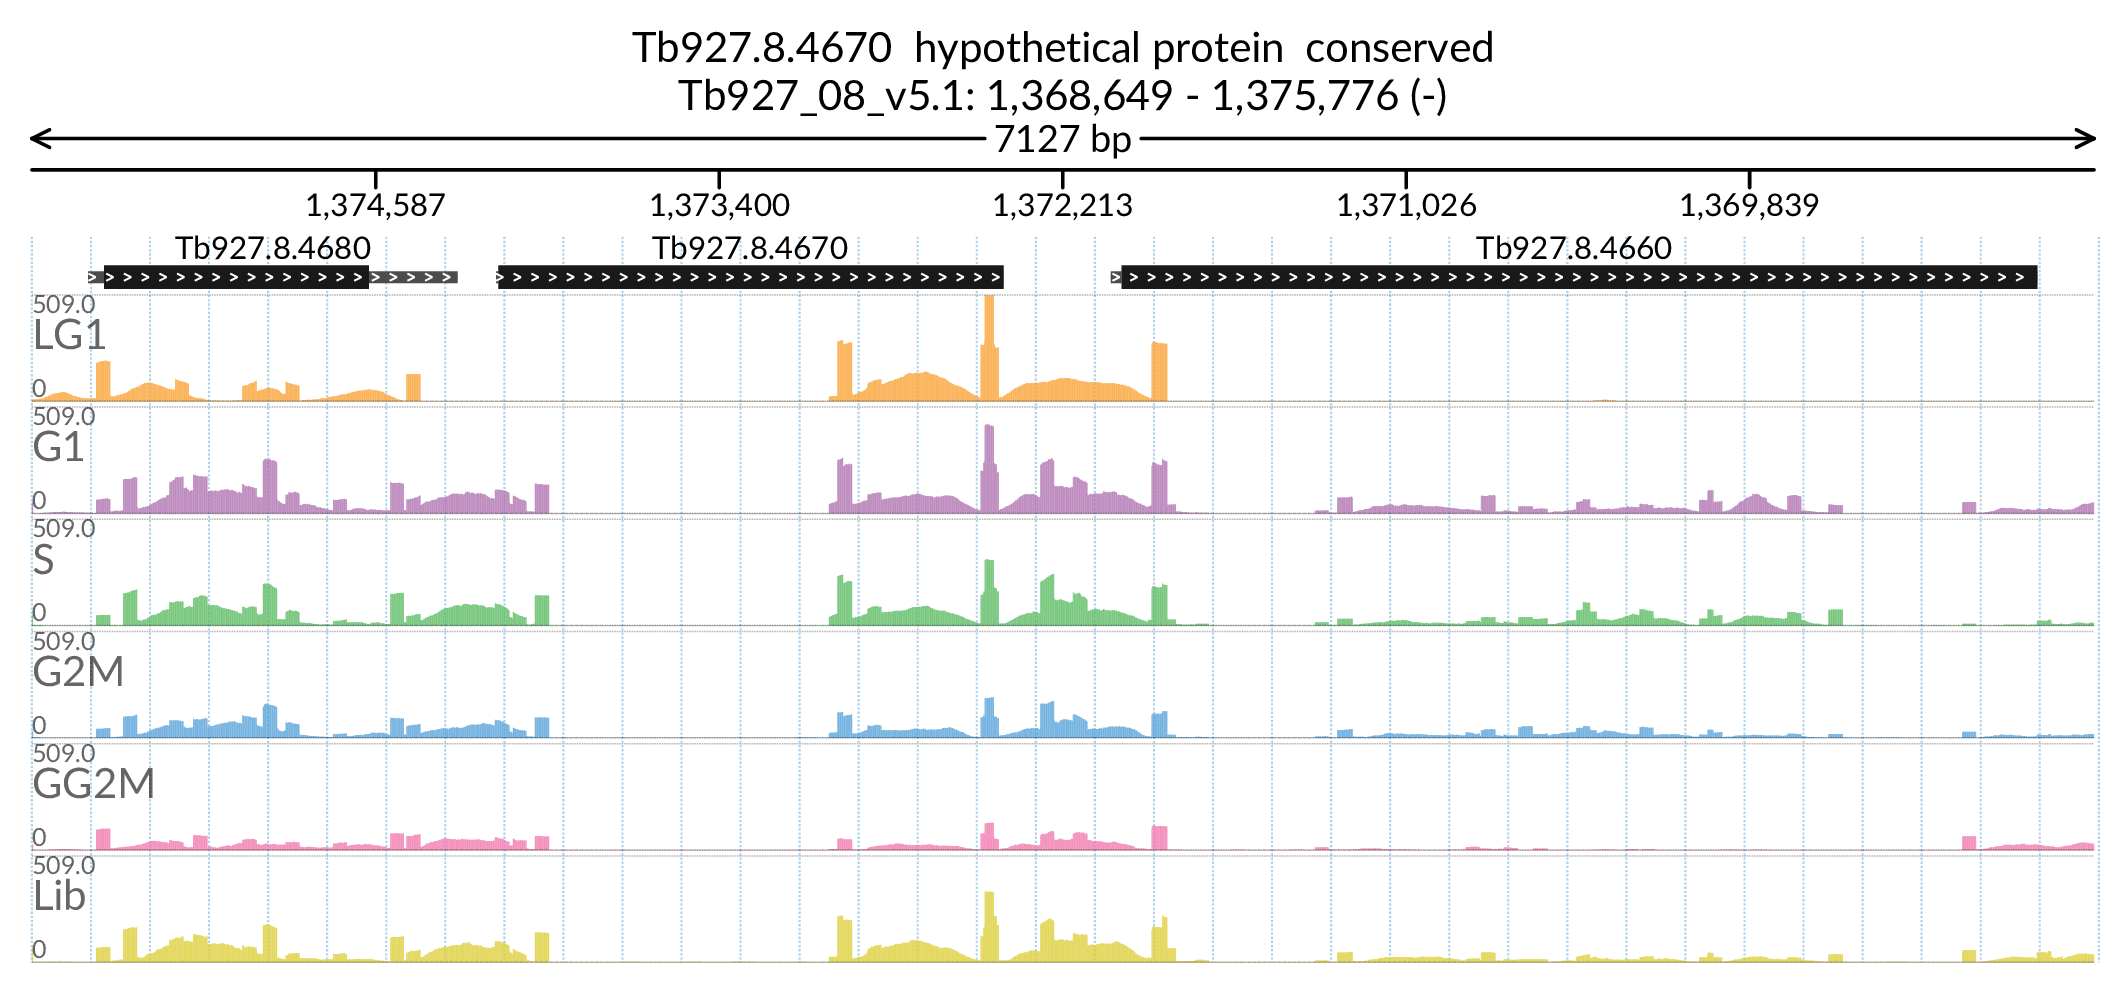 Tb927.8.4670  hypothetical protein  conserved
Tb927_08_v5.1: 1,368,649 - 1,375,776 (-)
7127 bp
1,374,587 1,373,400 1,372,213 1,371,026 1,369,839
Tb927.8.4680 Tb927.8.4670 Tb927.8.4660
509.0
LG1
0
509.0
G1
0
509.0
S
0
509.0
G2M
0
509.0
GG2M
0
509.0
Lib
0